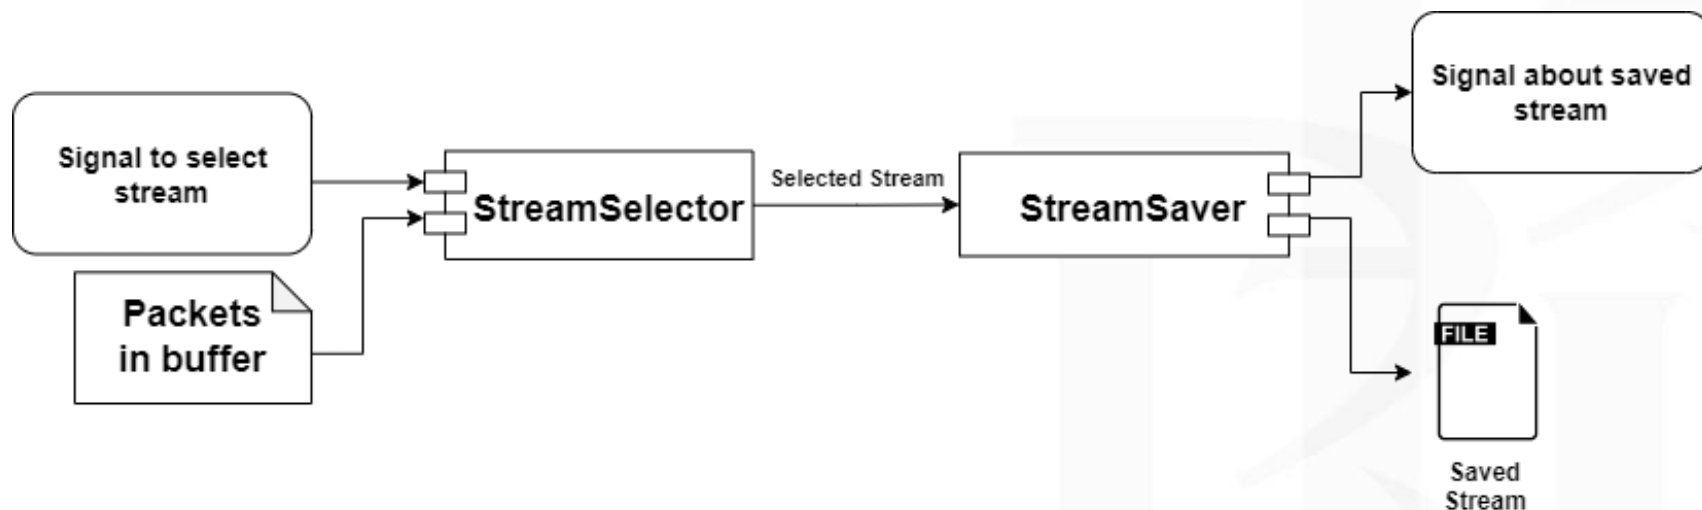 Signal to select
stream
Packets
in buffer
StreamSelector
Selected Stream
StreamSaver
Signal about saved
stream
FILE
Saved
Stream